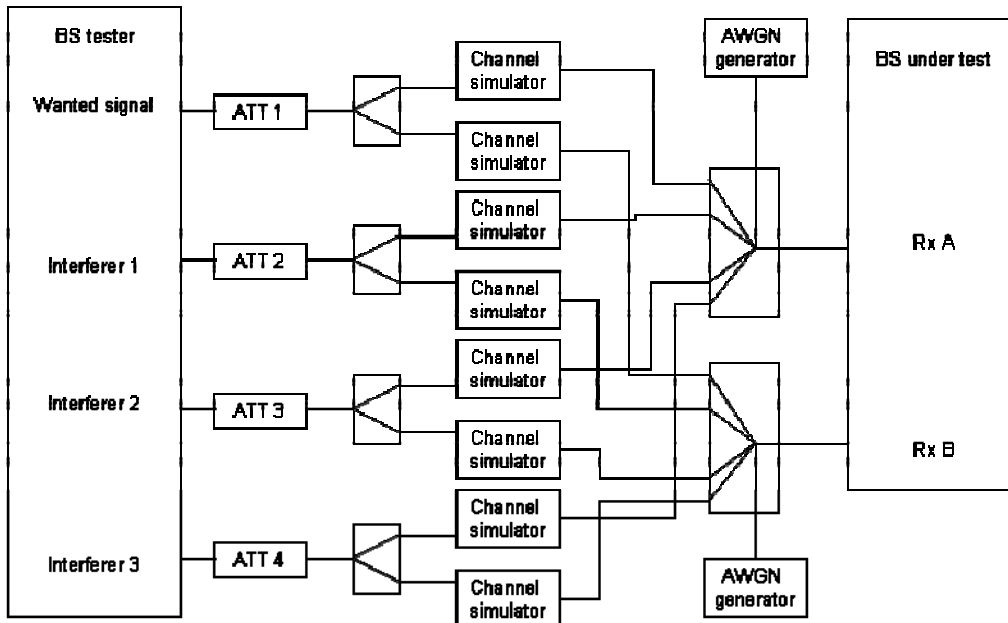 BS tester
Wanted signal
Interferer 1
Interferer 2
Interferer 3
ATT 1
ATT 2
ATT 3
ATT 4
Channel
simulator
Channel
simulator
Channel
simulator
Channel
simulator
Channel
simulator
Channel
simulator
Channel
simulator
Channel
simulator
AWGN
generator
AWGN
generator
BS under test
Rx A
Rx B